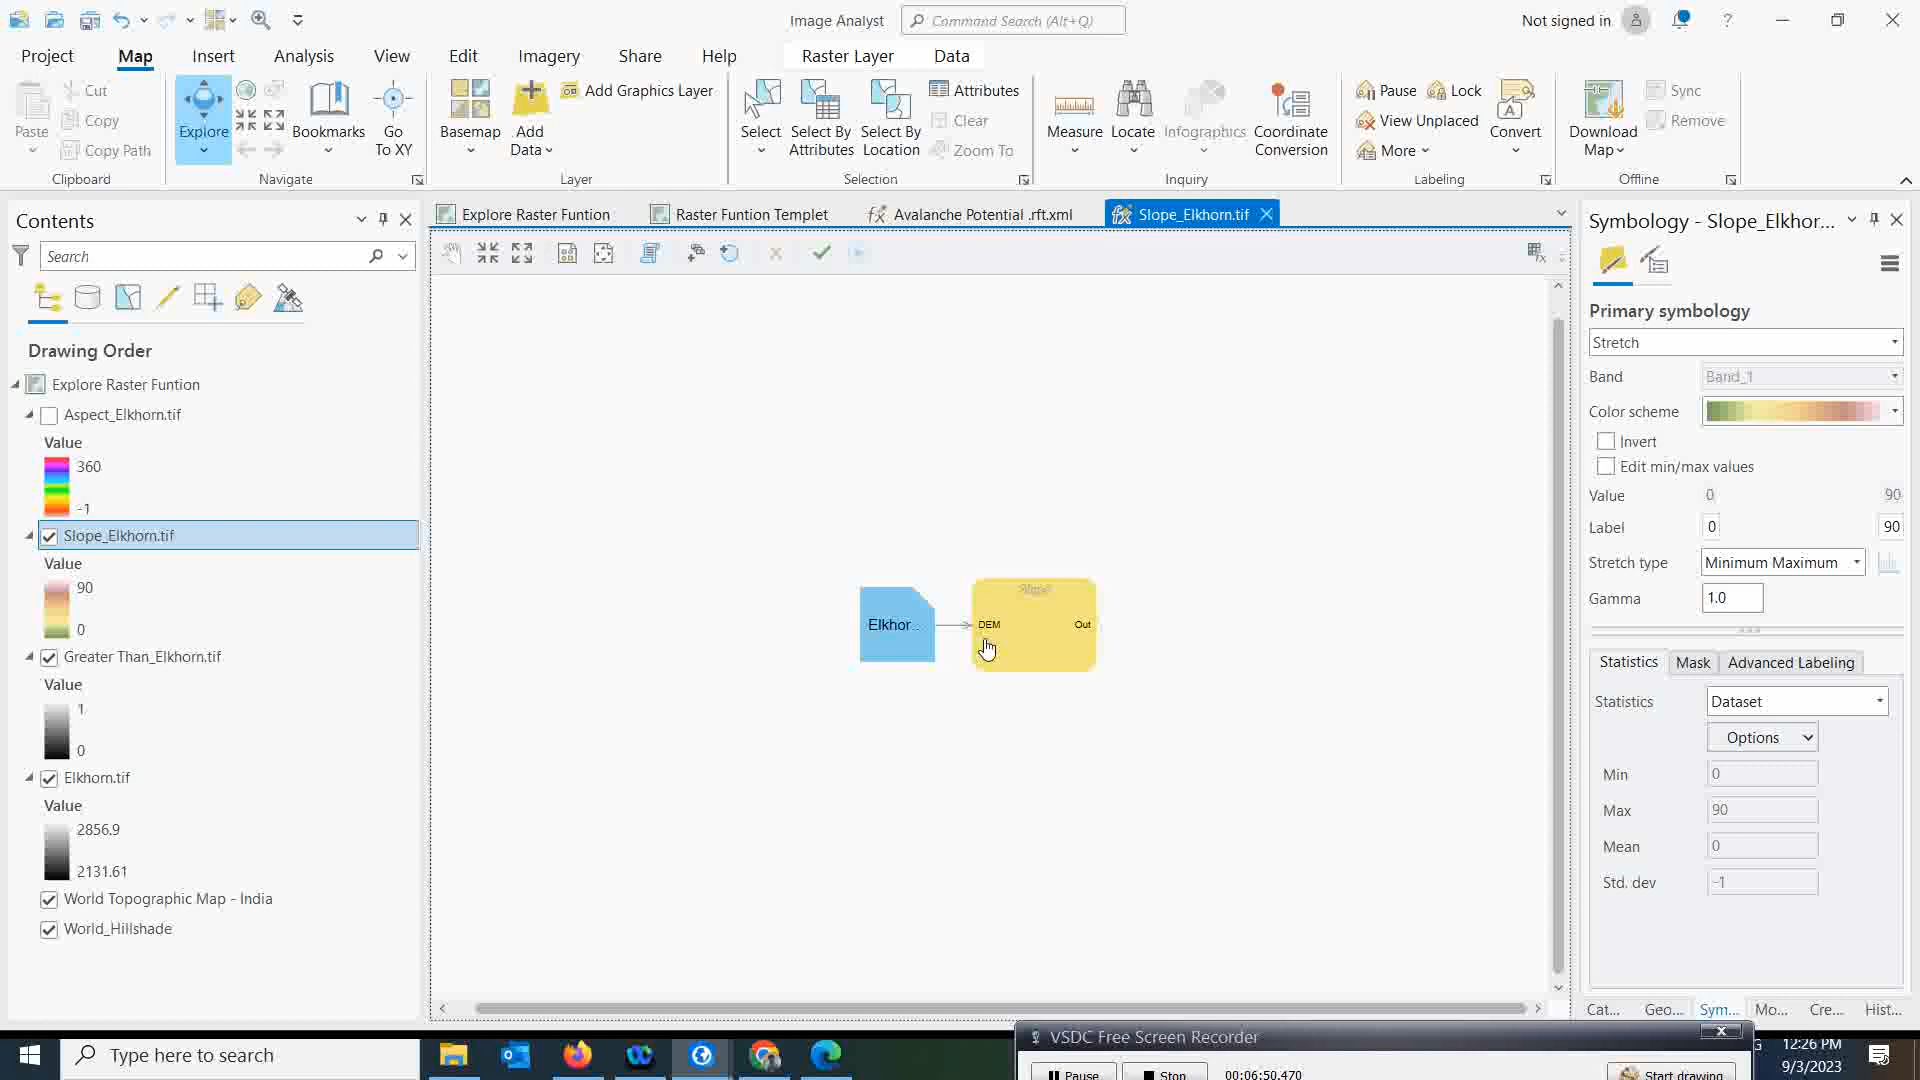 Image Analyst
Command Search (Alt+Q)
Not signed in
?
Project Map Insert Analysis View Edit Imagery Share Help Raster Layer Data
Paste
Cut
Copy
Copy Path
Clipboard
Explore
Bookmarks
Go To XY
Navigate
Basemap
Add Data
Add Graphics Layer
Layer
Select
Select By Attributes
Select By Location
Attributes
Clear
Zoom To
Selection
Measure
Locate
Infographics
Coordinate Conversion
Inquiry
Pause
Lock
View Unplaced
More
Convert
Labeling
Download Map
Sync
Remove
Offline
Contents
Search
Drawing Order
Explore Raster Funtion
Aspect_Elkhorn.tif
Value
360
-1
Slope_Elkhorn.tif
Value
90
0
Greater Than_Elkhorn.tif
Value
1
0
Elkhorn.tif
Value
2856.9
2131.61
World Topographic Map - India
World_Hillshade
Explore Raster Funtion
Raster Funtion Templet
Avalanche Potential .rft.xml
Slope_Elkhorn.tif
Elkhor...
Slope
DEM
Out
Symbology - Slope_Elkhor...
Primary symbology
Stretch
Band Band_1
Color scheme
Invert
Edit min/max values
Value 0 90
Label 0 90
Stretch type Minimum Maximum
Gamma 1.0
Statistics Mask Advanced Labeling
Statistics Dataset
Options
Min 0
Max 90
Mean 0
Std. dev -1
Cat... Geo... Sym... Mo... Cre... Hist...
VSDC Free Screen Recorder
Pause Stop 00:06:50.470 Start drawing
Type here to search
G 12:26 PM
9/3/2023